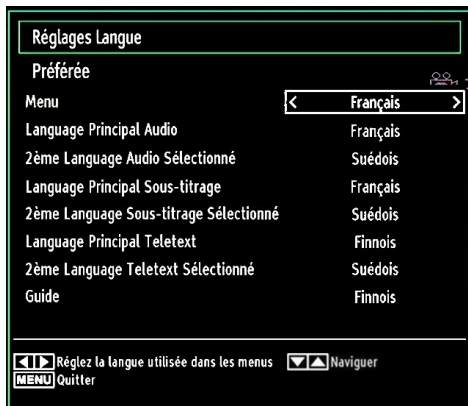 Réglages Langue
Préférée
Menu < Français >
Language Principal Audio Français
2ème Language Audio Sélectionné Suédois
Language Principal Sous-titrage Français
2ème Language Sous-titrage Sélectionné Suédois
Language Principal Teletext Finnois
2ème Language Teletext Sélectionné Suédois
Guide Finnois
Réglez la langue utilisée dans les menus Naviguer
MENU Quitter